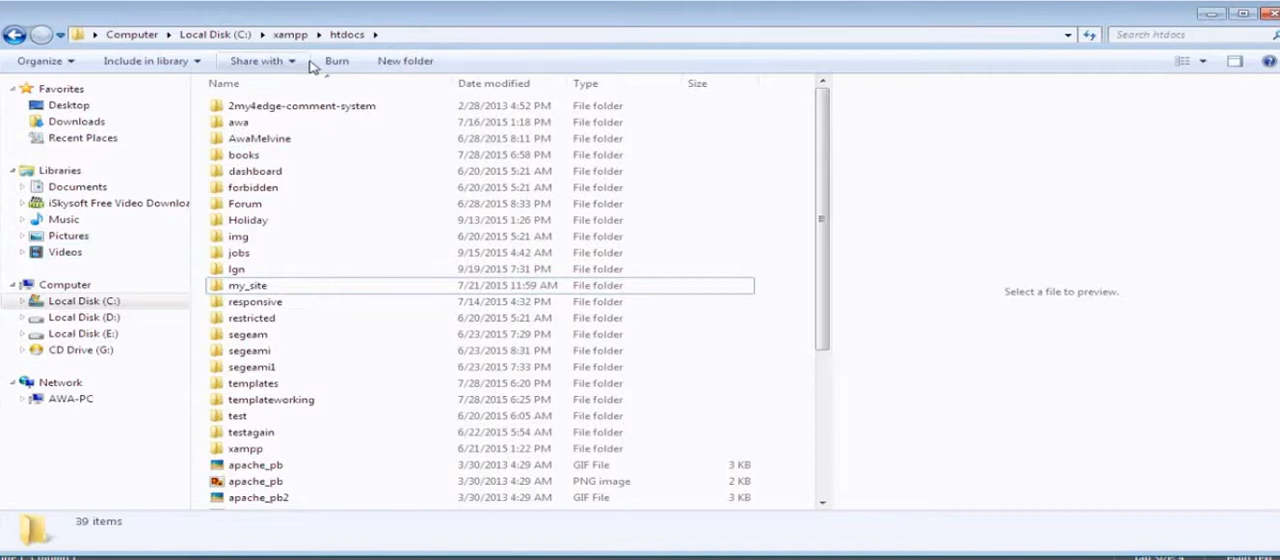 Computer Local Disk (C:) xampp htdocs Search htdocs
Organize Include in library Share with Burn New folder
Name Date modified Type Size
Favorites
Desktop
Downloads
Recent Places
Libraries
Documents
iSkysoft Free Video Downloa
Music
Pictures
Videos
Computer
Local Disk (C:)
Local Disk (D:)
Local Disk (E:)
CD Drive (G:)
Network
AWA-PC
2my4edge-comment-system 2/28/2013 4:52 PM File folder
awa 7/16/2015 1:18 PM File folder
AwaMelvine 6/28/2015 8:11 PM File folder
books 7/28/2015 6:58 PM File folder
dashboard 6/20/2015 5:21 AM File folder
forbidden 6/20/2015 5:21 AM File folder
Forum 6/28/2015 8:33 PM File folder
Holiday 9/13/2015 1:26 PM File folder
img 6/20/2015 5:21 AM File folder
jobs 9/15/2015 4:42 AM File folder
lgn 9/19/2015 7:31 PM File folder
my_site 7/21/2015 11:59 AM File folder
responsive 7/14/2015 4:32 PM File folder
restricted 6/20/2015 5:21 AM File folder
segeam 6/23/2015 7:29 PM File folder
segeami 6/23/2015 8:31 PM File folder
segeami1 6/23/2015 7:33 PM File folder
templates 7/28/2015 6:20 PM File folder
templateworking 7/28/2015 6:25 PM File folder
test 6/20/2015 6:05 AM File folder
testagain 6/22/2015 5:54 AM File folder
xampp 6/21/2015 1:22 PM File folder
apache_pb 3/30/2013 4:29 AM GIF File 3 KB
apache_pb 3/30/2013 4:29 AM PNG image 2 KB
apache_pb2 3/30/2013 4:29 AM GIF File 3 KB
Select a file to preview.
39 items